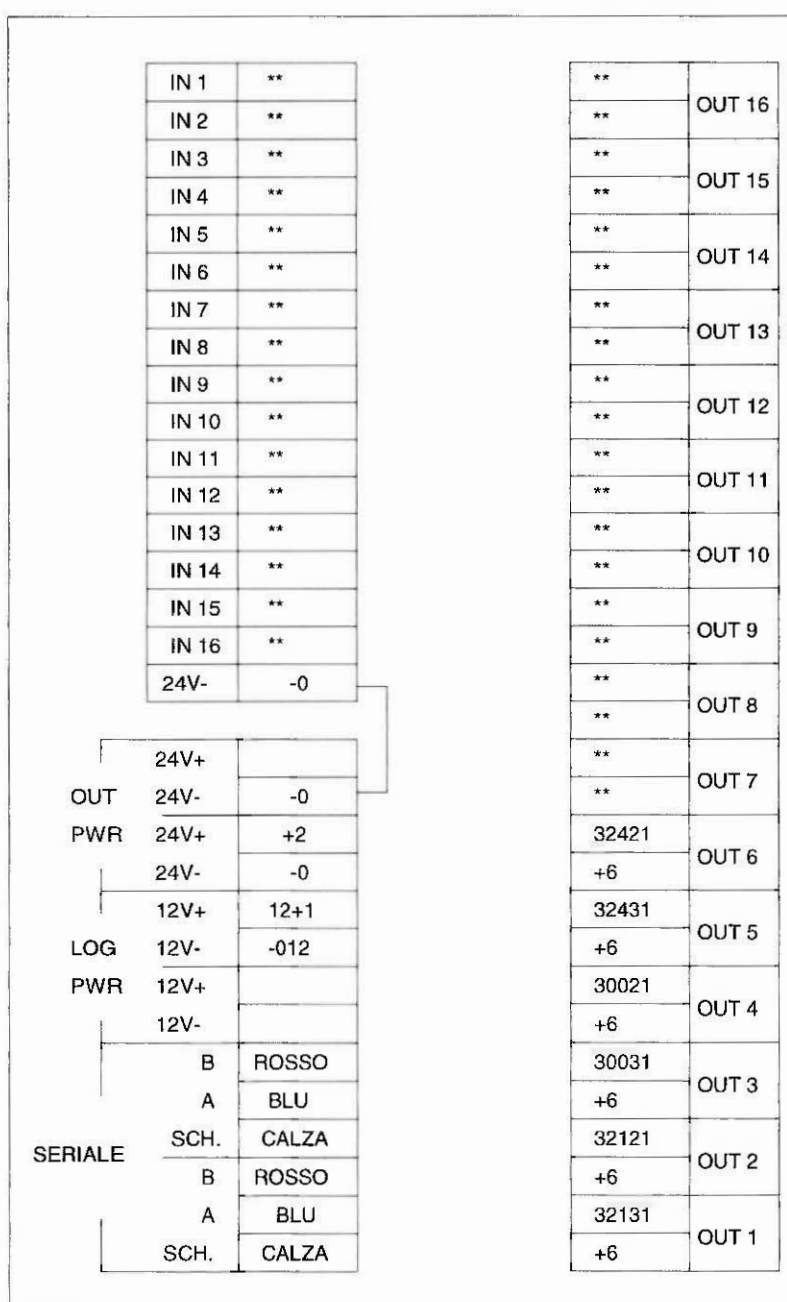 IN 1 **
IN 2 **
IN 3 **
IN 4 **
IN 5 **
IN 6 **
IN 7 **
IN 8 **
IN 9 **
IN 10 **
IN 11 **
IN 12 **
IN 13 **
IN 14 **
IN 15 **
IN 16 **
24V- -0
24V+
OUT 24V- -0
PWR 24V+ +2
24V- -0
12V+ 12+1
LOG 12V- -012
PWR 12V+
12V-
B ROSSO
A BLU
SCH. CALZA
SERIALE
B ROSSO
A BLU
SCH. CALZA
**
OUT 16
**
**
OUT 15
**
**
OUT 14
**
**
OUT 13
**
**
OUT 12
**
**
OUT 11
**
**
OUT 10
**
**
OUT 9
**
**
OUT 8
**
**
OUT 7
**
32421
OUT 6
+6
32431
OUT 5
+6
30021
OUT 4
+6
30031
OUT 3
+6
32121
OUT 2
+6
32131
OUT 1
+6